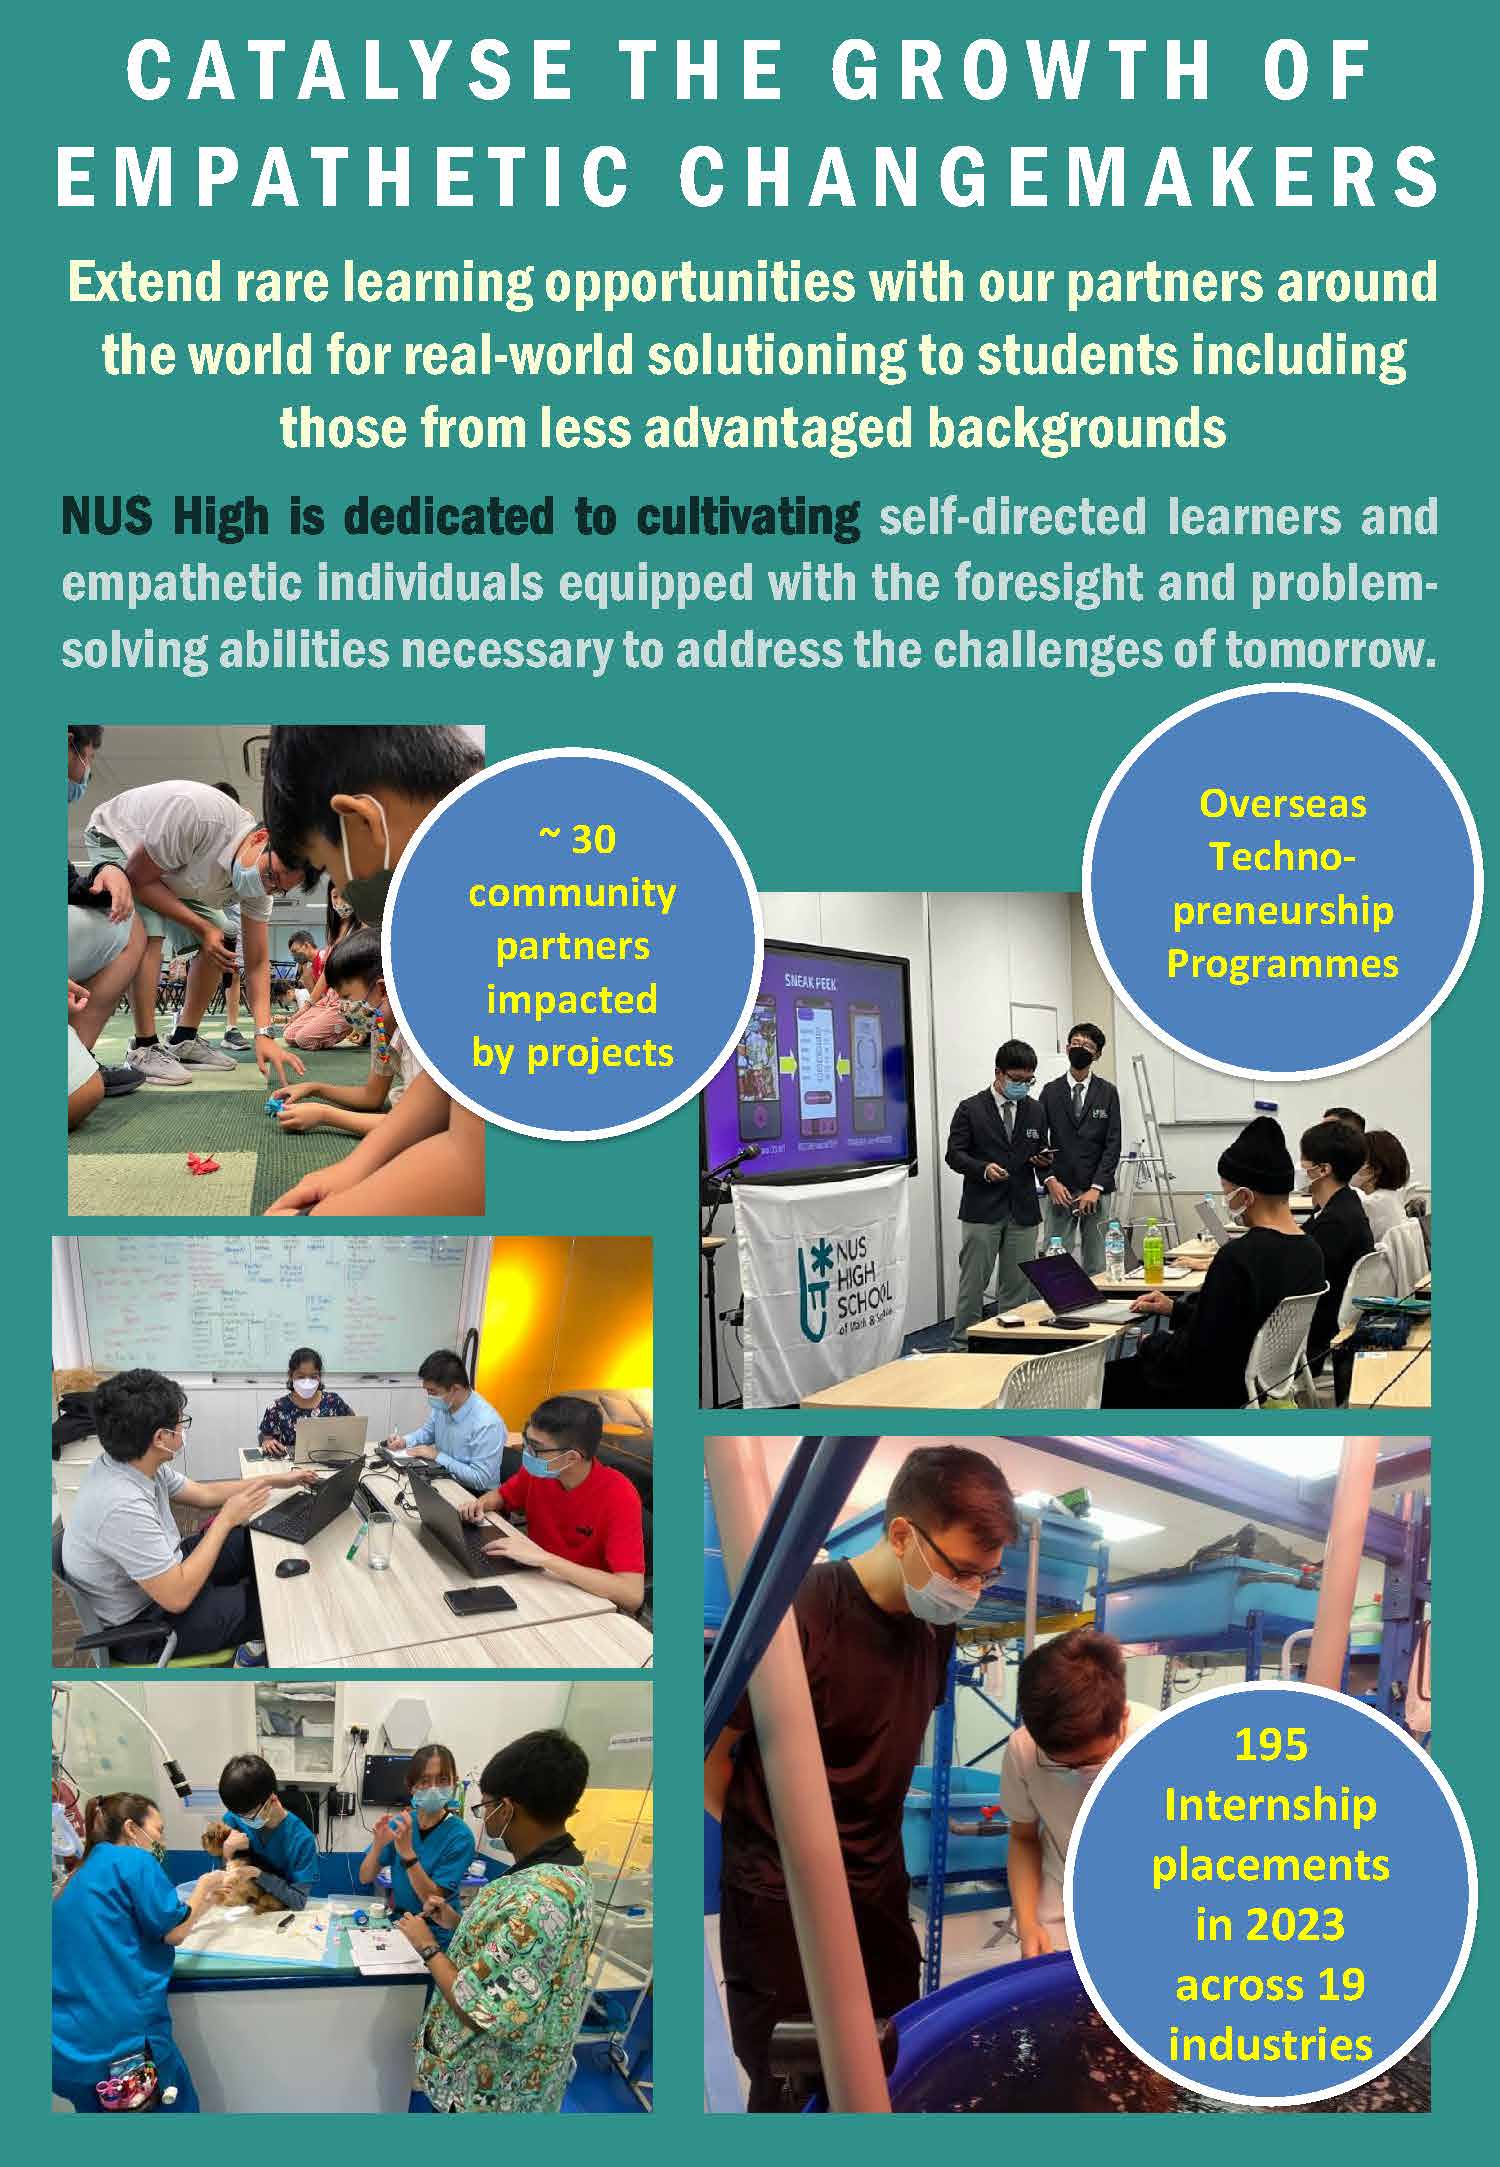 CATALYSE THE GROWTH OF
EMPATHETIC CHANGEMAKERS
Extend rare learning opportunities with our partners around
the world for real-world solutioning to students including
those from less advantaged backgrounds
NUS High is dedicated to cultivating self-directed learners and
empathetic individuals equipped with the foresight and problem-
solving abilities necessary to address the challenges of tomorrow.
~ 30
community
partners
impacted
by projects
Overseas
Techno-
preneurship
Programmes
SNEAK PEEK
NUS
HIGH
SCHOOL
of Math & Science
195
Internship
placements
in 2023
across 19
industries